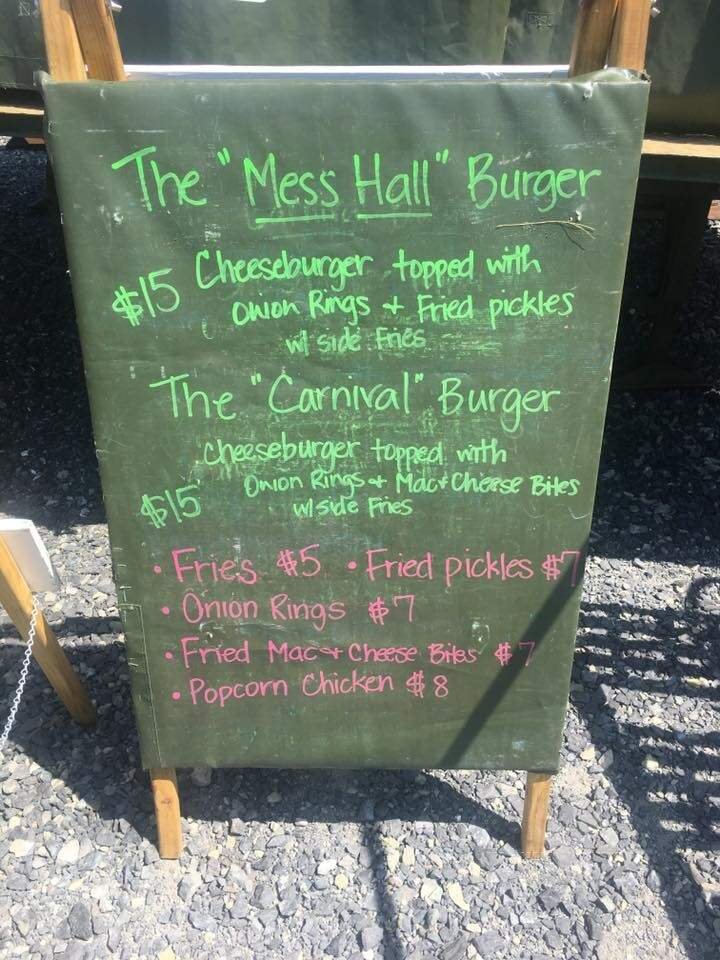 The "Mess Hall" Burger
$15 Cheeseburger topped with
Onion Rings + Fried pickles
w/ side Fries
The "Carnival" Burger
Cheeseburger topped with
$15 Onion Rings + Mac + Cheese Bites
w/ side Fries
• Fries $5 • Fried pickles $7
• Onion Rings $7
• Fried Mac + Cheese Bites $7
• Popcorn Chicken $8